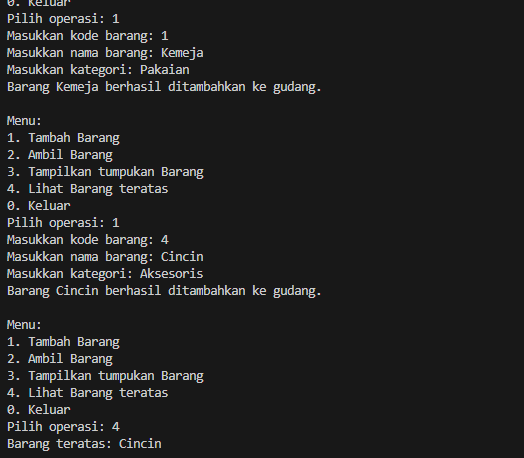 0. Keluar
Pilih operasi: 1
Masukkan kode barang: 1
Masukkan nama barang: Kemeja
Masukkan kategori: Pakaian
Barang Kemeja berhasil ditambahkan ke gudang.

Menu:
1. Tambah Barang
2. Ambil Barang
3. Tampilkan tumpukan Barang
4. Lihat Barang teratas
0. Keluar
Pilih operasi: 1
Masukkan kode barang: 4
Masukkan nama barang: Cincin
Masukkan kategori: Aksesoris
Barang Cincin berhasil ditambahkan ke gudang.

Menu:
1. Tambah Barang
2. Ambil Barang
3. Tampilkan tumpukan Barang
4. Lihat Barang teratas
0. Keluar
Pilih operasi: 4
Barang teratas: Cincin